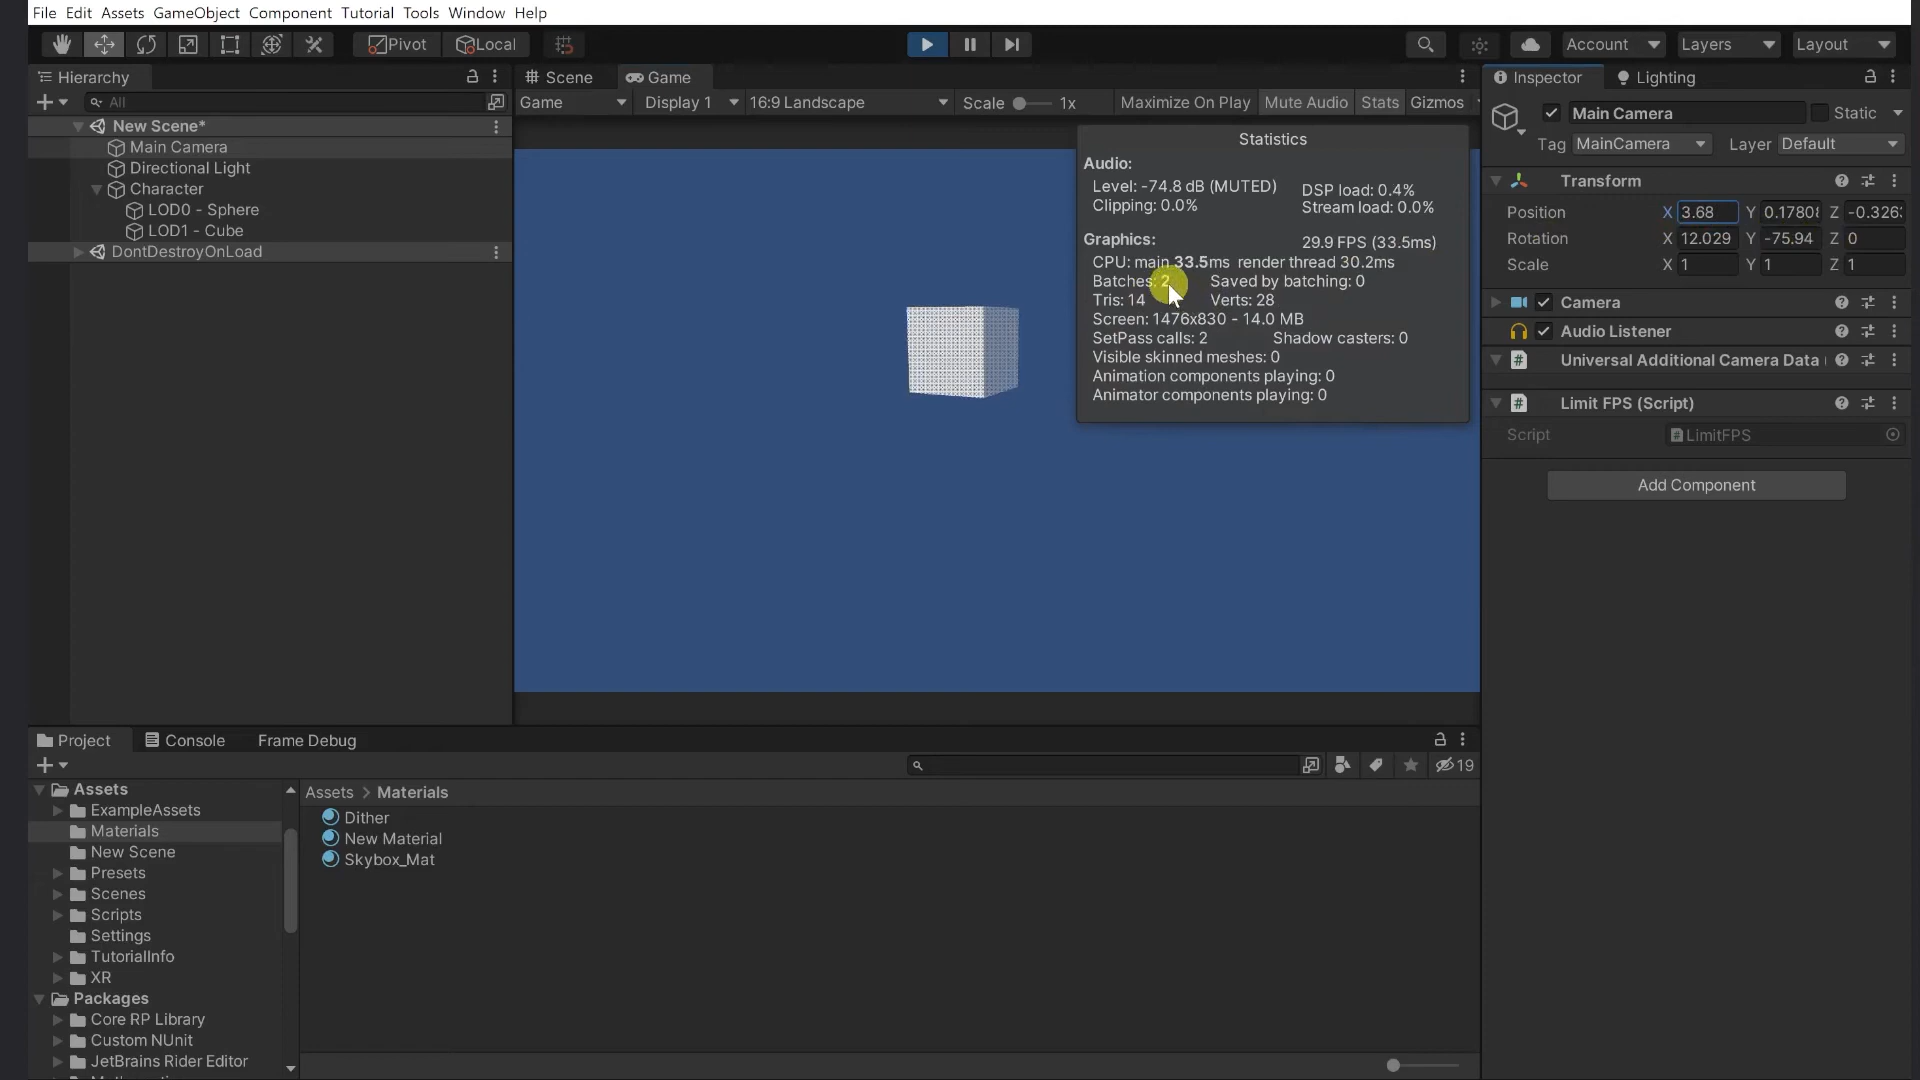 File Edit Assets GameObject Component Tutorial Tools Window Help
Pivot Local Account Layers Layout
Hierarchy
All
New Scene*
Main Camera
Directional Light
Character
LOD0 - Sphere
LOD1 - Cube
DontDestroyOnLoad
Scene Game
Game Display 1 16:9 Landscape Scale 1x Maximize On Play Mute Audio Stats Gizmos
Statistics
Audio:
Level: -74.8 dB (MUTED) DSP load: 0.4%
Clipping: 0.0% Stream load: 0.0%
Graphics: 29.9 FPS (33.5ms)
CPU: main 33.5ms render thread 30.2ms
Batches: 2 Saved by batching: 0
Tris: 14 Verts: 28
Screen: 1476x830 - 14.0 MB
SetPass calls: 2 Shadow casters: 0
Visible skinned meshes: 0
Animation components playing: 0
Animator components playing: 0
Inspector Lighting
Main Camera Static
Tag MainCamera Layer Default
Transform
Position X 3.68 Y 0.1780 Z -0.326
Rotation X 12.029 Y -75.94 Z 0
Scale X 1 Y 1 Z 1
Camera
Audio Listener
Universal Additional Camera Data
# Limit FPS (Script)
Script LimitFPS
Add Component
Project Console Frame Debug
19
Assets
ExampleAssets
Materials
New Scene
Presets
Scenes
Scripts
Settings
TutorialInfo
XR
Packages
Core RP Library
Custom NUnit
JetBrains Rider Editor
Assets > Materials
Dither
New Material
Skybox_Mat